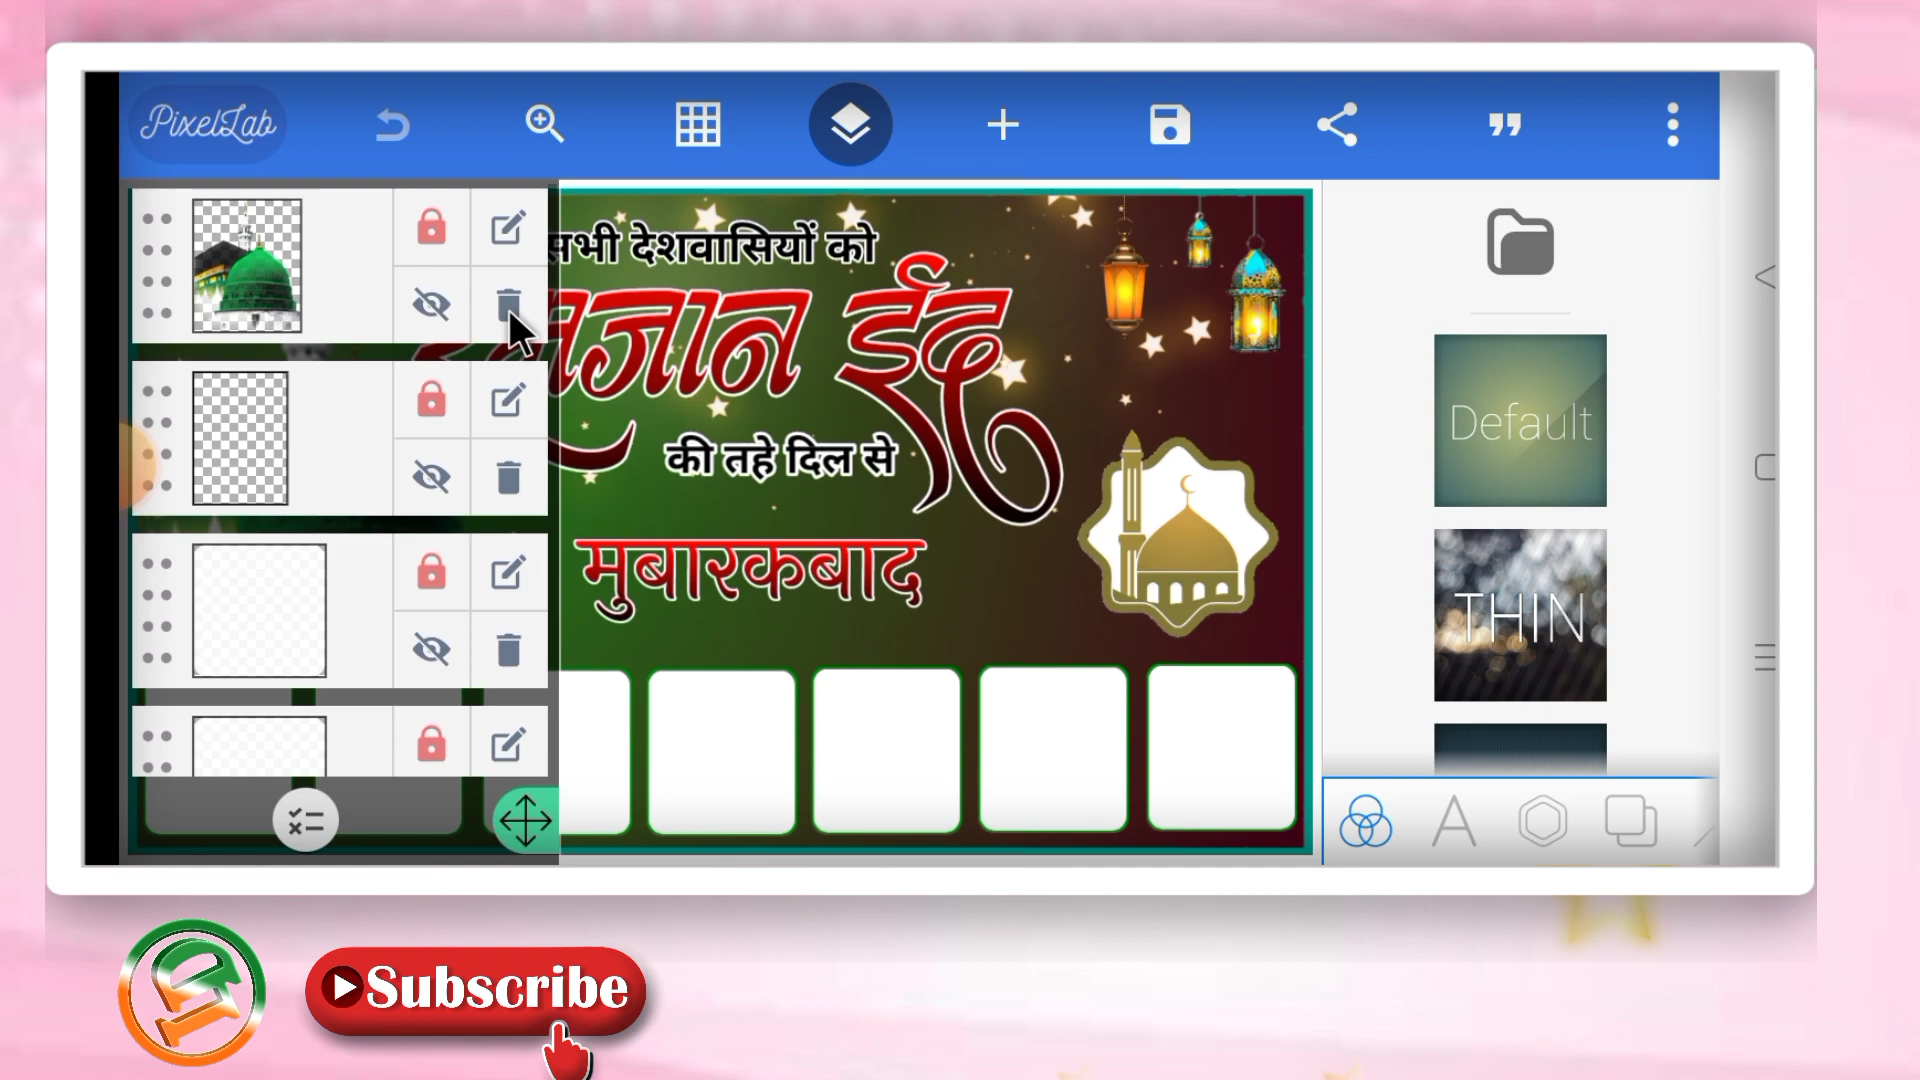 PixelLab
सभी देशवासियों को
ईद
की तहे दिल से
मुबारकबाद
Default
THIN
Subscribe